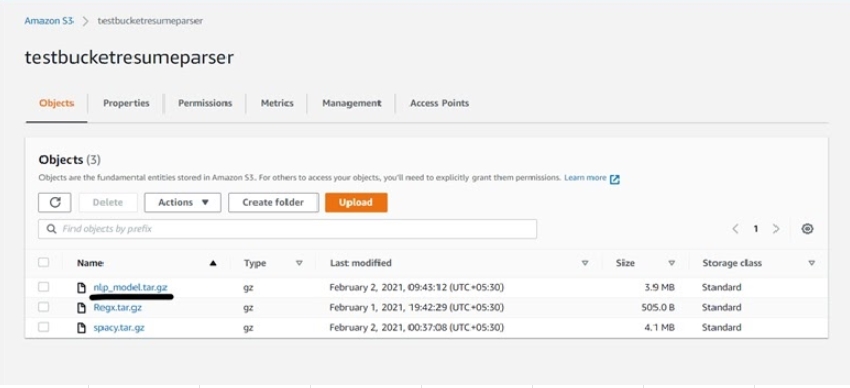 Amazon S3 > testbucketresumeparser
testbucketresumeparser
Objects Properties Permissions Metrics Management Access Points
Objects (3)
Objects are the fundamental entities stored in Amazon S3. For others to access your objects, you'll need to explicitly grant them permissions. Learn more
Delete Actions Create folder Upload
Find objects by prefix 1
Name Type Last modified Size Storage class
nlp_model.tar.gz gz February 2, 2021, 09:43:12 (UTC+05:30) 3.9 MB Standard
Regx.tar.gz gz February 1, 2021, 19:42:29 (UTC+05:30) 505.0 B Standard
spacy.tar.gz gz February 2, 2021, 00:37:08 (UTC+05:30) 4.1 MB Standard